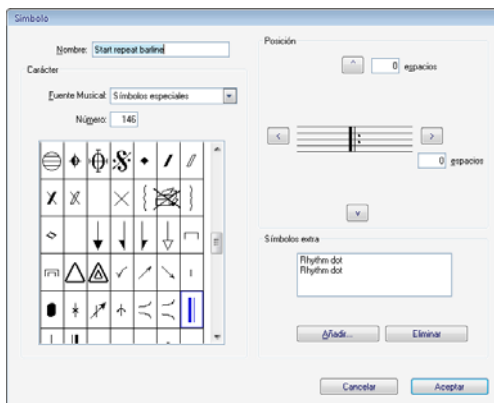 Símbolo
Nombre: Start repeat barline
Carácter
Fuente Musical: Símbolos especiales
Número: 146
Posición
0 espacios
0 espacios
Símbolos extra
Rhythm dot
Rhythm dot
Añadir...
Eliminar
Cancelar
Aceptar